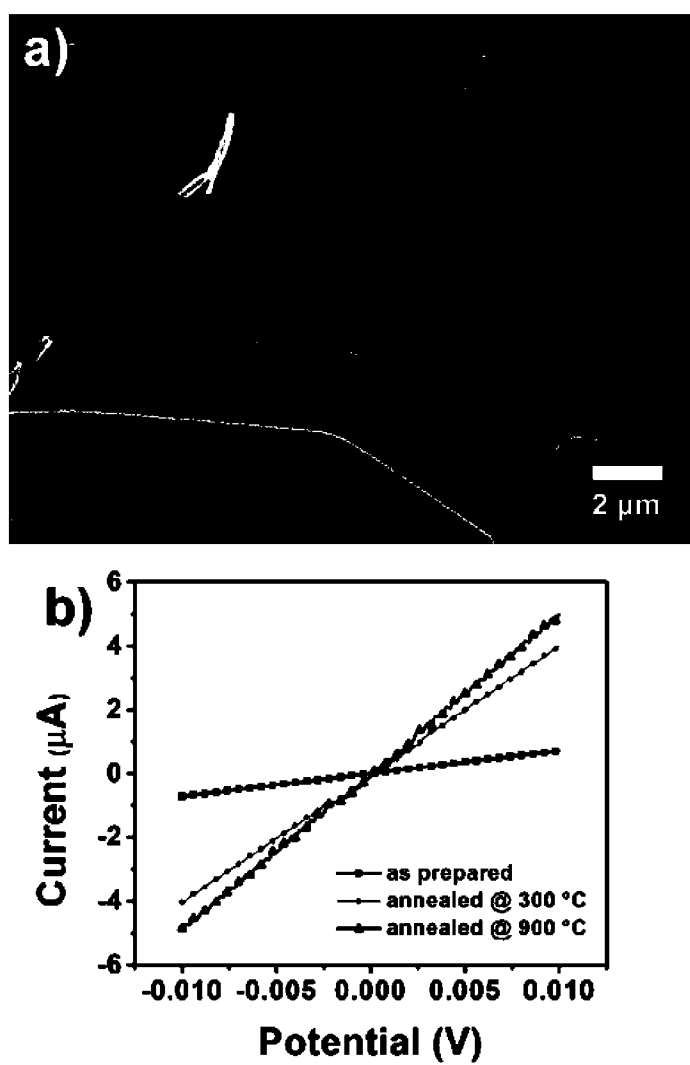 a)
2 μm
b)
6
4
2
0
-2
-4
-6
Current (μA)
as prepared
annealed @ 300 °C
annealed @ 900 °C
-0.010 -0.005 0.000 0.005 0.010
Potential (V)